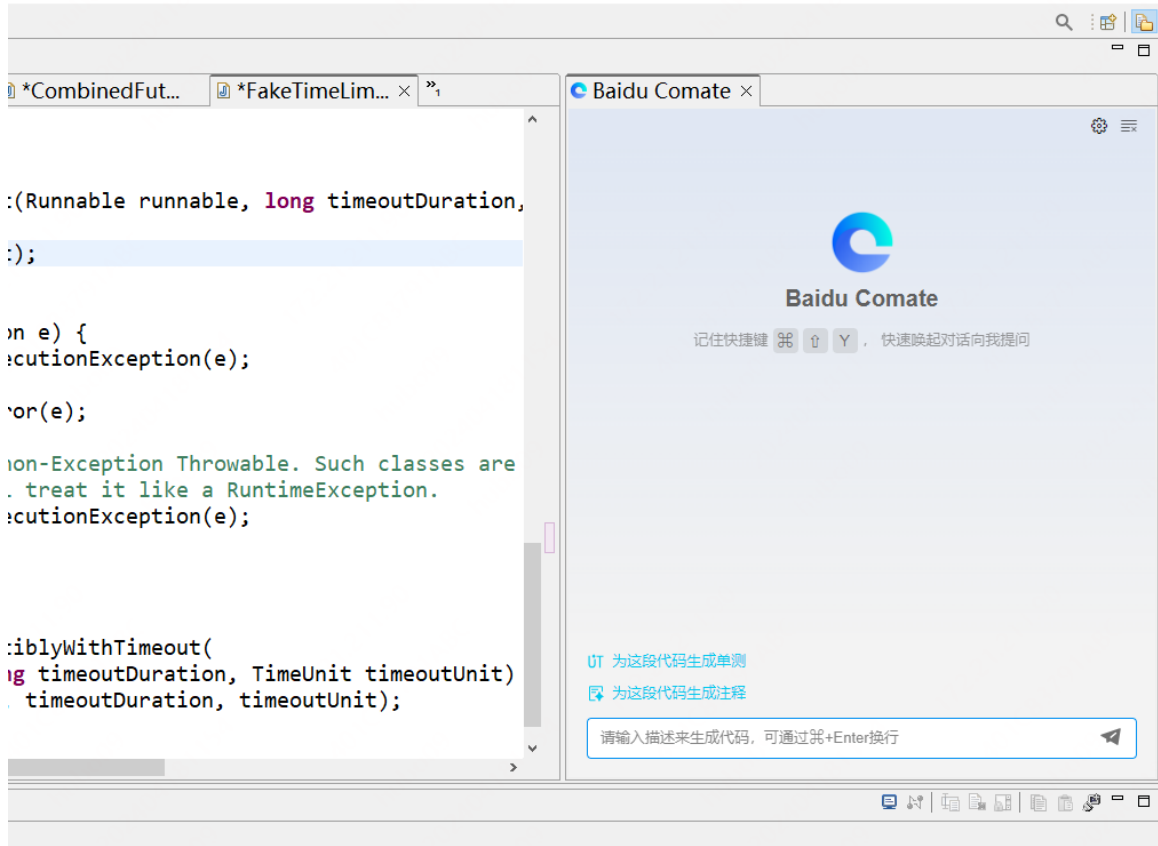 *CombinedFut...
*FakeTimeLim...
»1
Baidu Comate
:(Runnable runnable, long timeoutDuration,
:);
on e) {
ecutionException(e);
ror(e);
non-Exception Throwable. Such classes are
. treat it like a RuntimeException.
ecutionException(e);
tiblyWithTimeout(
ng timeoutDuration, TimeUnit timeoutUnit)
, timeoutDuration, timeoutUnit);
Baidu Comate
记住快捷键 ⌘ ⇧ Y ， 快速唤起对话向我提问
UT 为这段代码生成单测
为这段代码生成注释
请输入描述来生成代码，可通过⌘+Enter换行